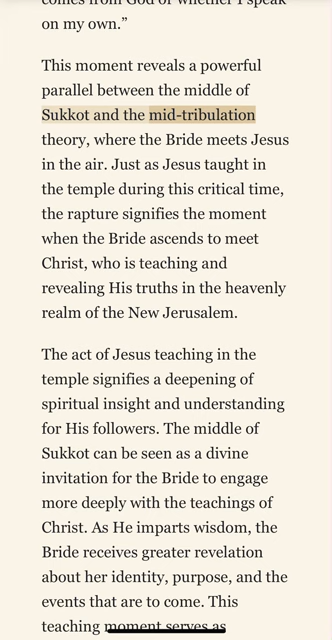 comes from God or whether I speak
on my own.”
This moment reveals a powerful
parallel between the middle of
Sukkot and the mid-tribulation
theory, where the Bride meets Jesus
in the air. Just as Jesus taught in
the temple during this critical time,
the rapture signifies the moment
when the Bride ascends to meet
Christ, who is teaching and
revealing His truths in the heavenly
realm of the New Jerusalem.
The act of Jesus teaching in the
temple signifies a deepening of
spiritual insight and understanding
for His followers. The middle of
Sukkot can be seen as a divine
invitation for the Bride to engage
more deeply with the teachings of
Christ. As He imparts wisdom, the
Bride receives greater revelation
about her identity, purpose, and the
events that are to come. This
teaching moment serves as